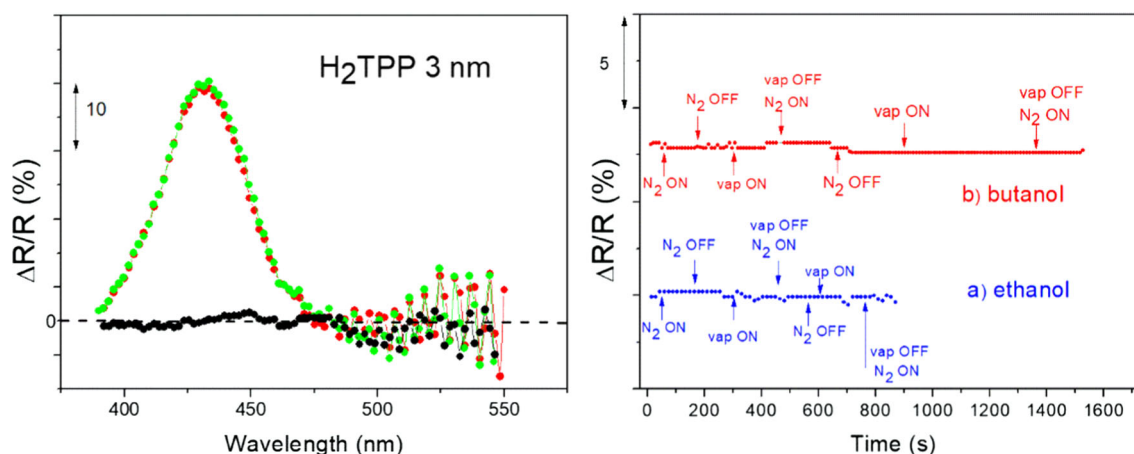 H2TPP 3 nm
10
ΔR/R (%)
0
400
450
500
550
Wavelength (nm)
5
ΔR/R (%)
N2 OFF
vap OFF
N2 ON
vap ON
vap OFF
N2 ON
N2 ON
vap ON
N2 OFF
b) butanol
N2 OFF
vap OFF
N2 ON
vap ON
a) ethanol
N2 ON
vap ON
N2 OFF
vap OFF
N2 ON
0
200
400
600
800
1000
1200
1400
1600
Time (s)